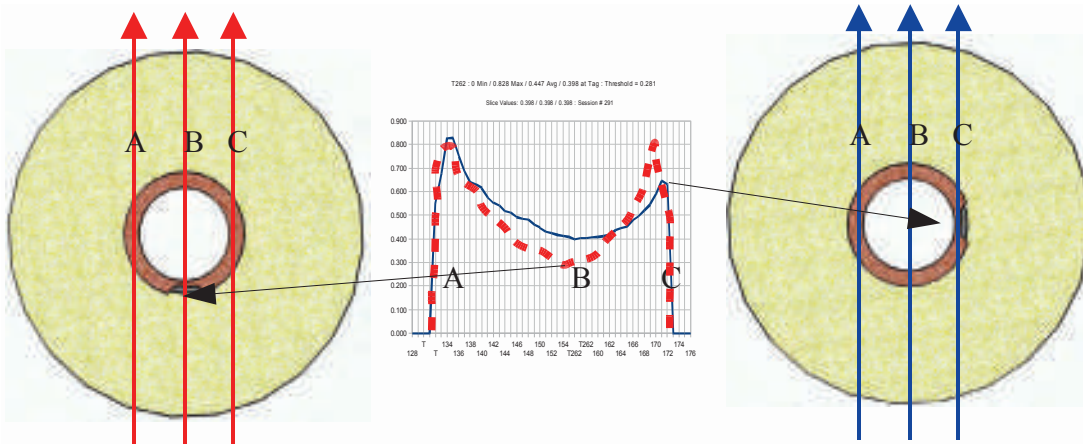 A B C
T262 : 0 Min / 0.828 Max / 0.447 Avg / 0.398 at Tag : Threshold = 0.281
Slice Values: 0.398 / 0.398 / 0.398 : Session # 291
0.900
0.800
0.700
0.600
0.500
0.400
0.300
0.200
0.100
0.000
A B C
T 134 138 142 146 150 154 T262 162 166 170 174
128 T 136 140 144 148 152 T262 160 164 168 172 176
A B C